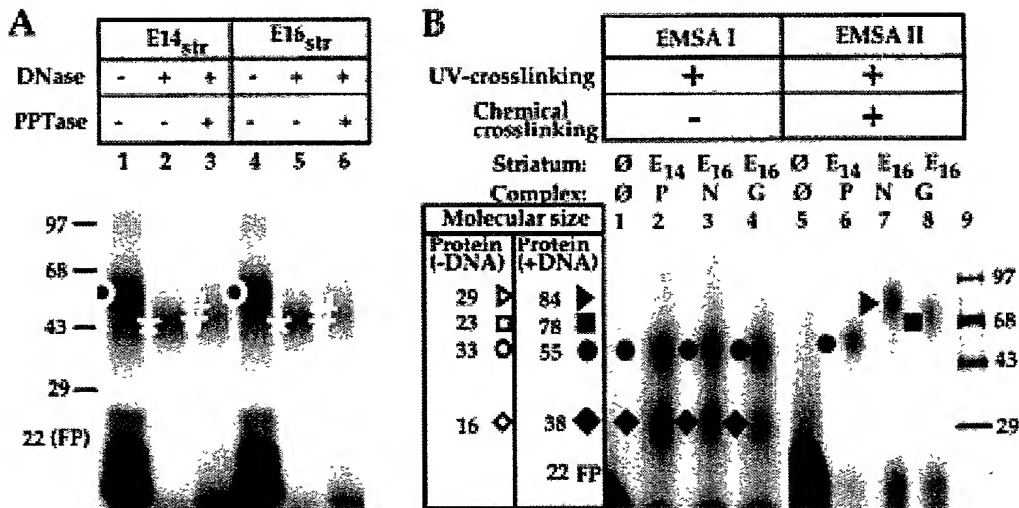 A
E14str E16str
DNase - + + - + +
PPTase - - + - - +
1 2 3 4 5 6
97
68
43
29
22 (FP)
B
EMSA I EMSA II
UV-crosslinking + +
Chemical crosslinking - +
Striatum: Ø E14 E16 E16 Ø E14 E16 E16
Complex: Ø P N G Ø P N G
1 2 3 4 5 6 7 8 9
Molecular size
Protein (-DNA) Protein (+DNA)
29 84
23 78
33 55
16 38
22 FP
97
68
43
29